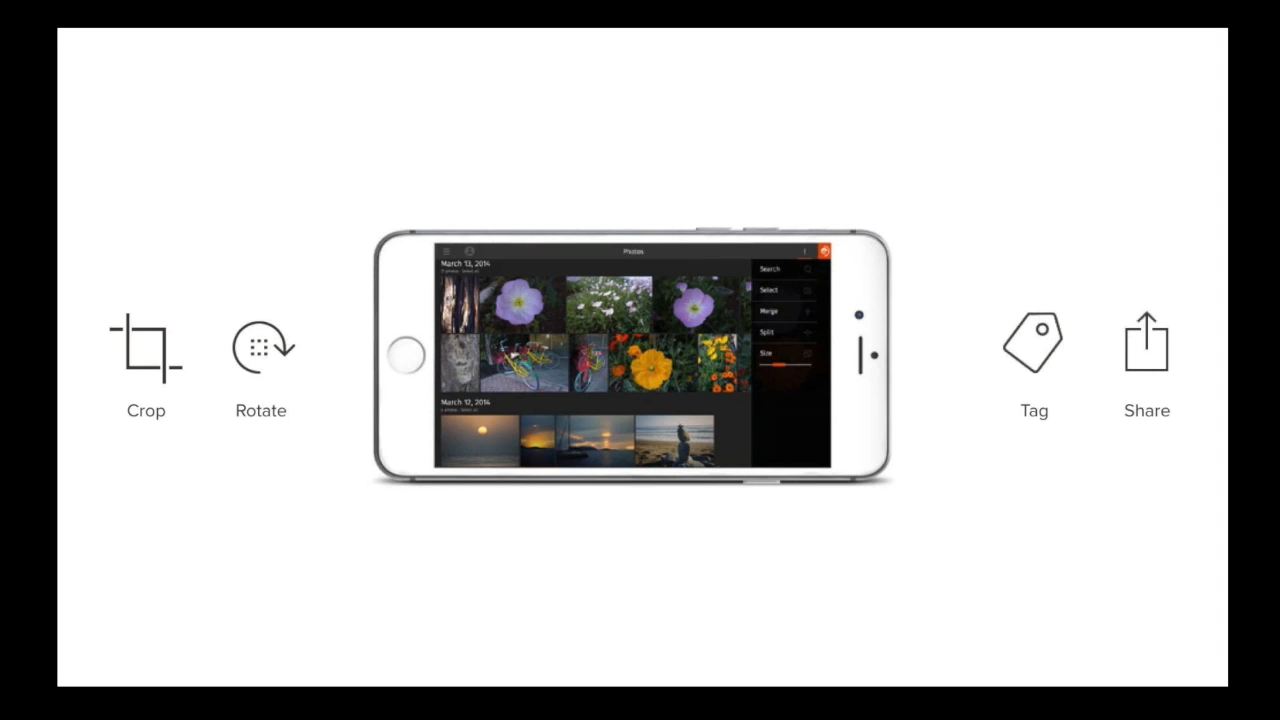 Photos
March 13, 2014
Search
Select
Merge
Split
Size
March 12, 2014
Crop
Rotate
Tag
Share